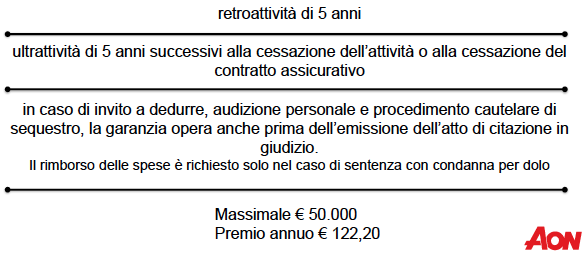 retroattività di 5 anni
ultrattività di 5 anni successivi alla cessazione dell'attività o alla cessazione del
contratto assicurativo
in caso di invito a dedurre, audizione personale e procedimento cautelare di
sequestro, la garanzia opera anche prima dell'emissione dell'atto di citazione in
giudizio.
Il rimborso delle spese è richiesto solo nel caso di sentenza con condanna per dolo
Massimale € 50.000
Premio annuo € 122,20
AON